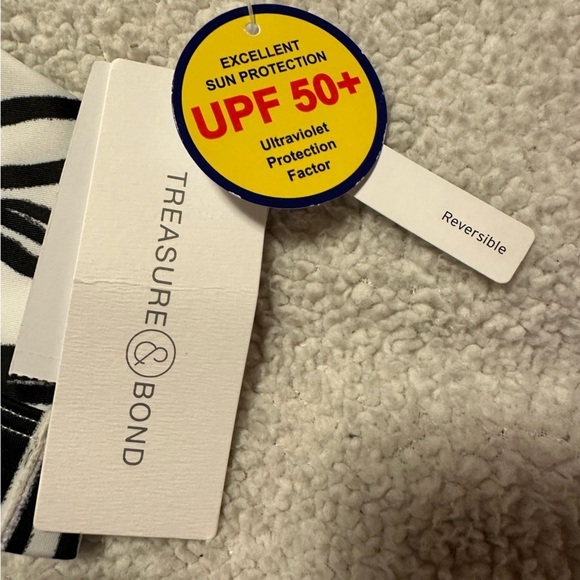 EXCELLENT
SUN PROTECTION
UPF 50+
Ultraviolet
Protection
Factor
Reversible
TREASURE & BOND